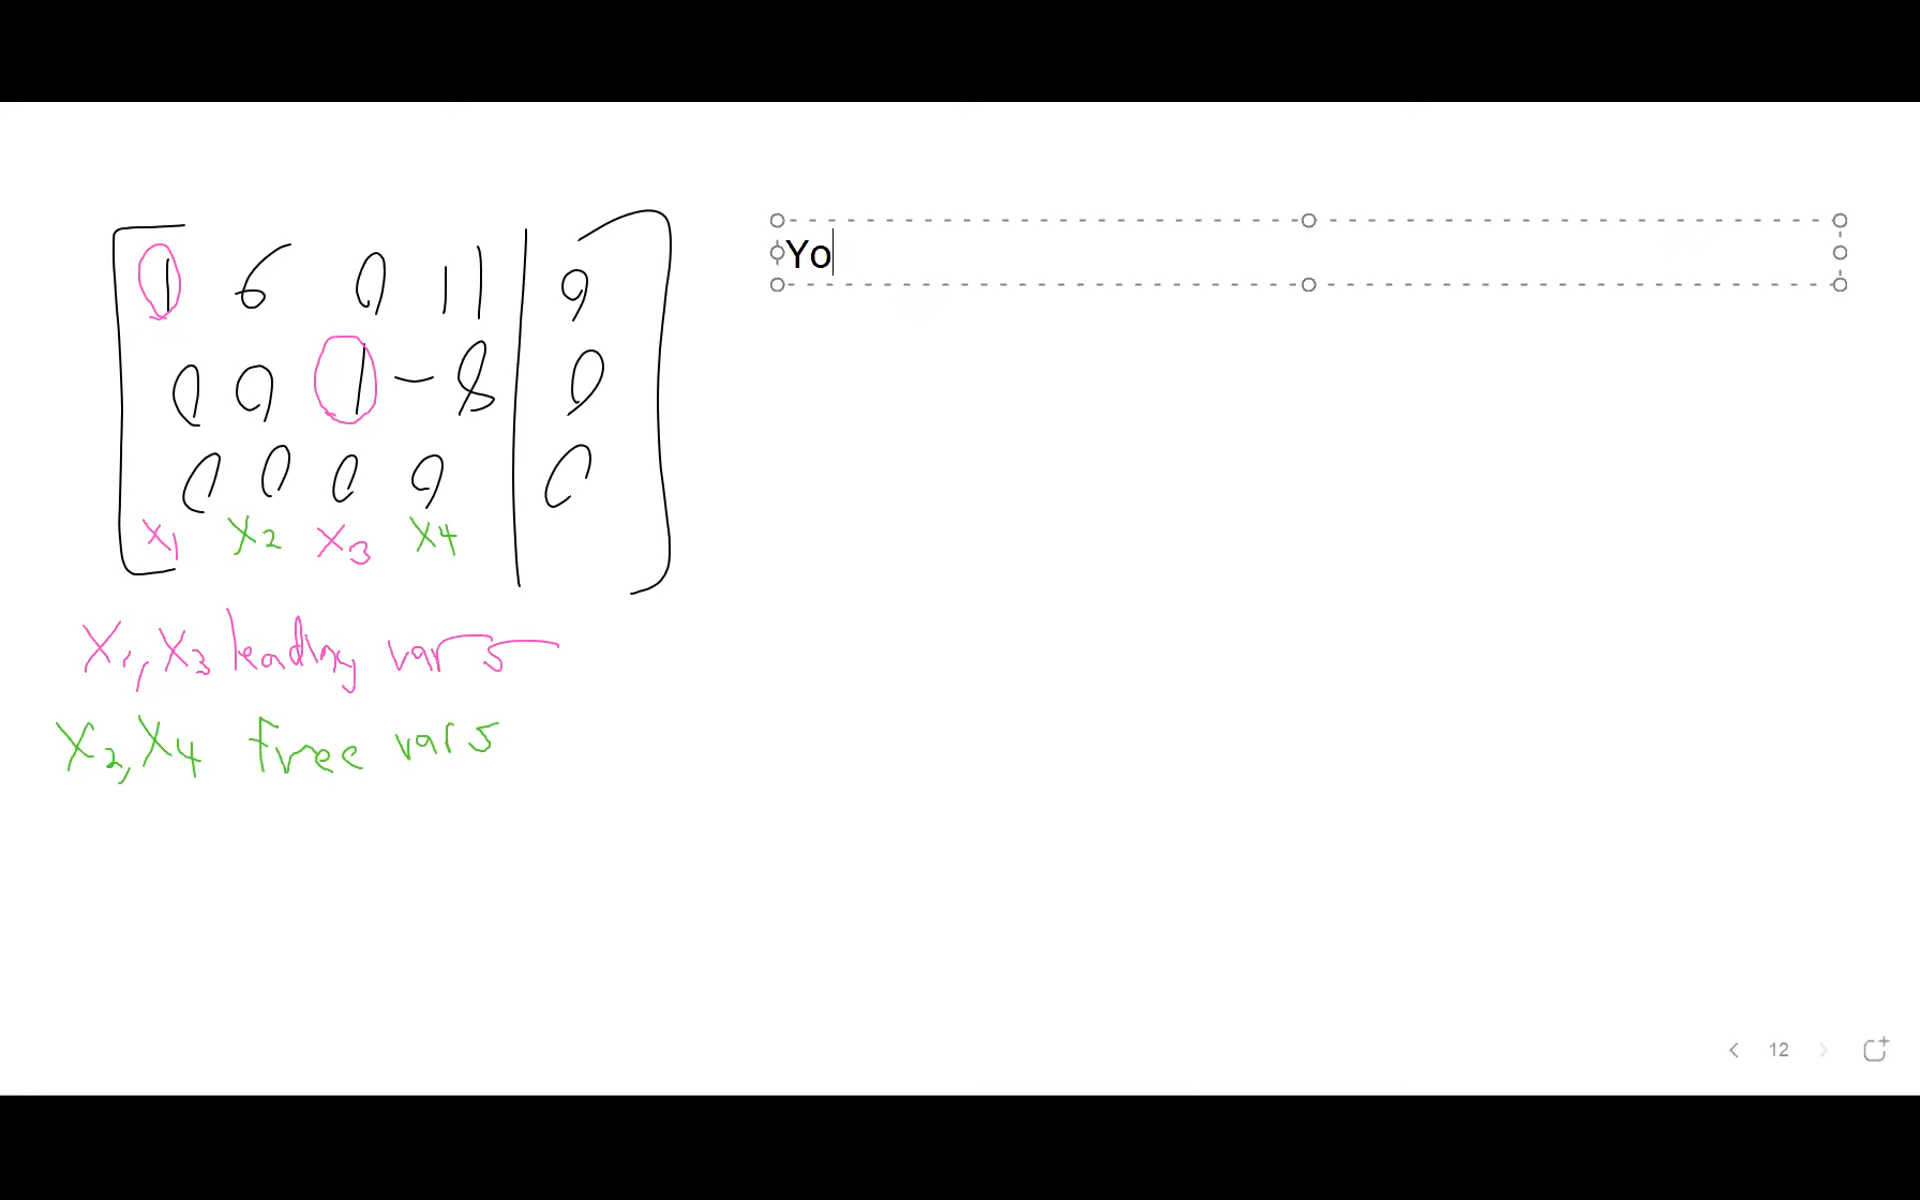 1 6 0 11 | 0
Yo
0 0 1 -8 | 0
0 0 0 0 | 0
X1 X2 X3 X4
X1, X3 leading vars
X2, X4 free vars
12